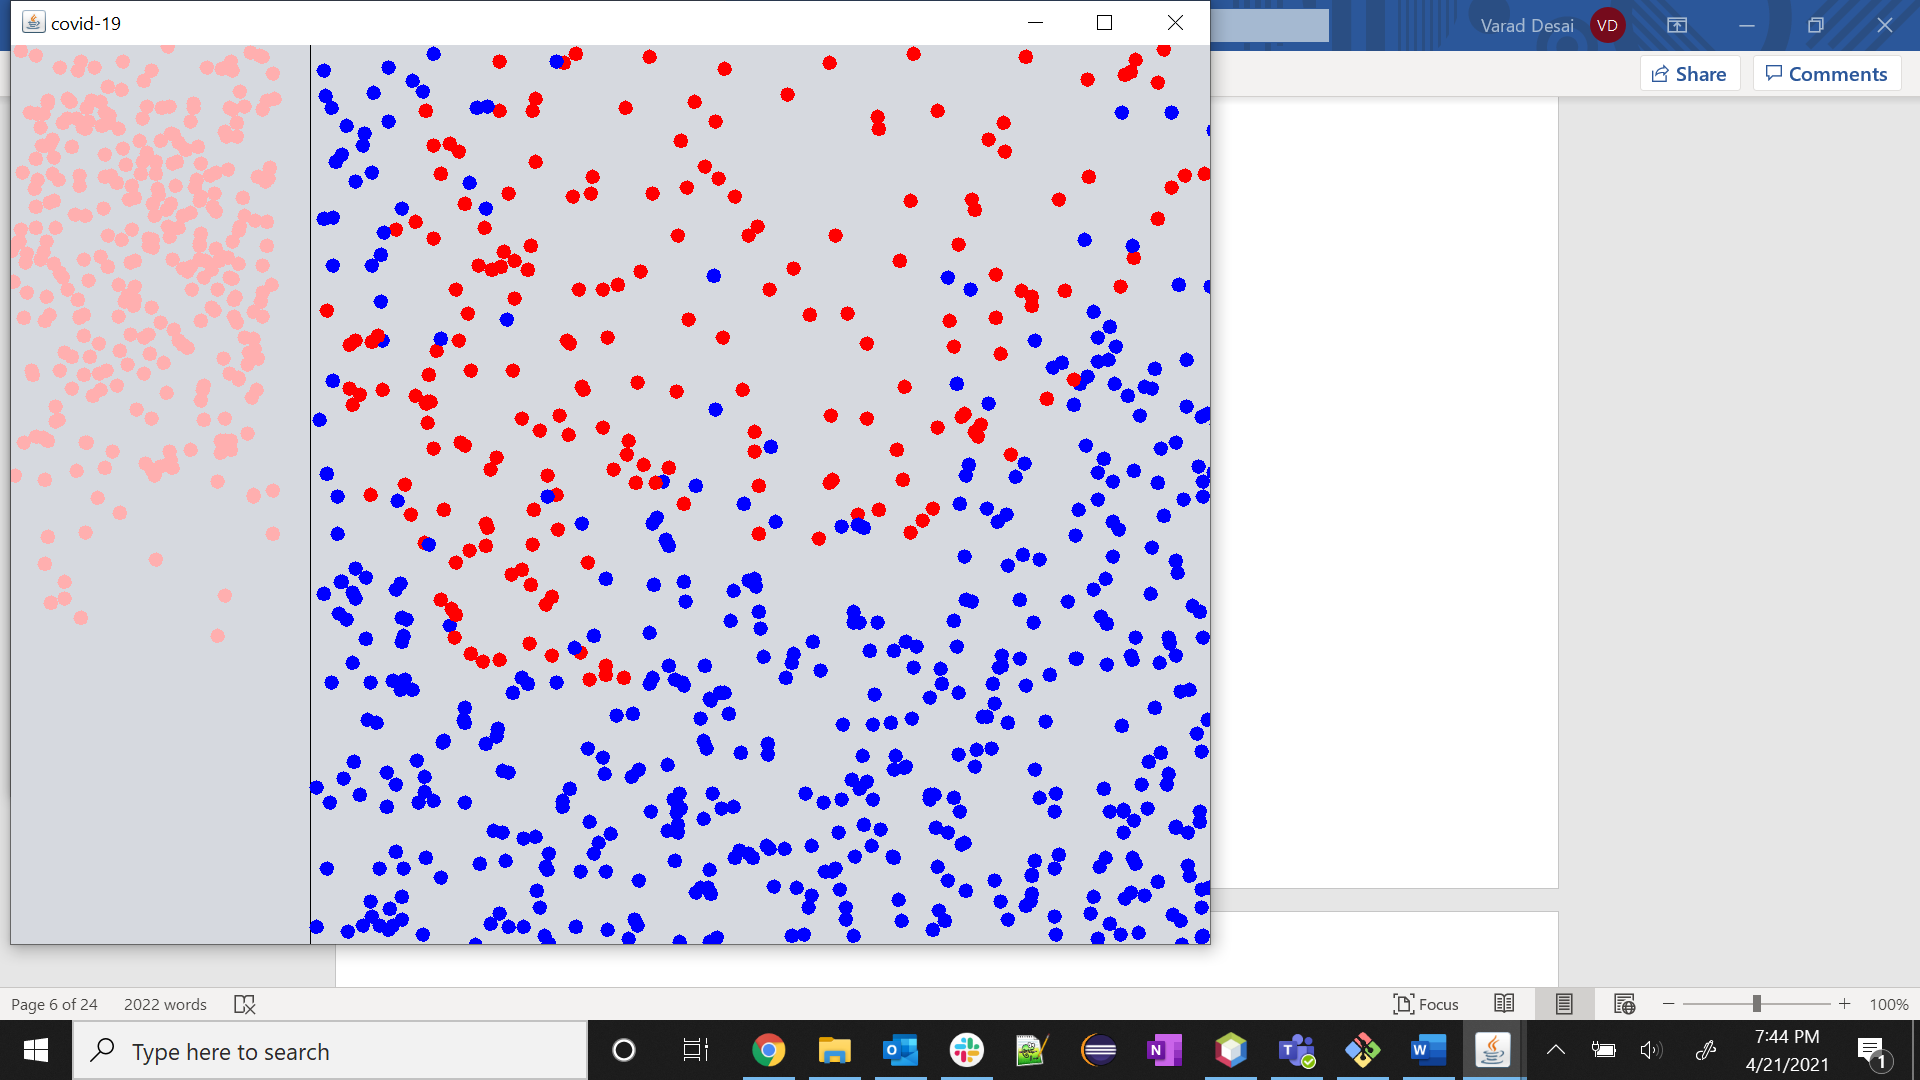 covid-19
Varad Desai VD
Share Comments
Page 6 of 24 2022 words Focus 100%
Type here to search
7:44 PM
4/21/2021
1